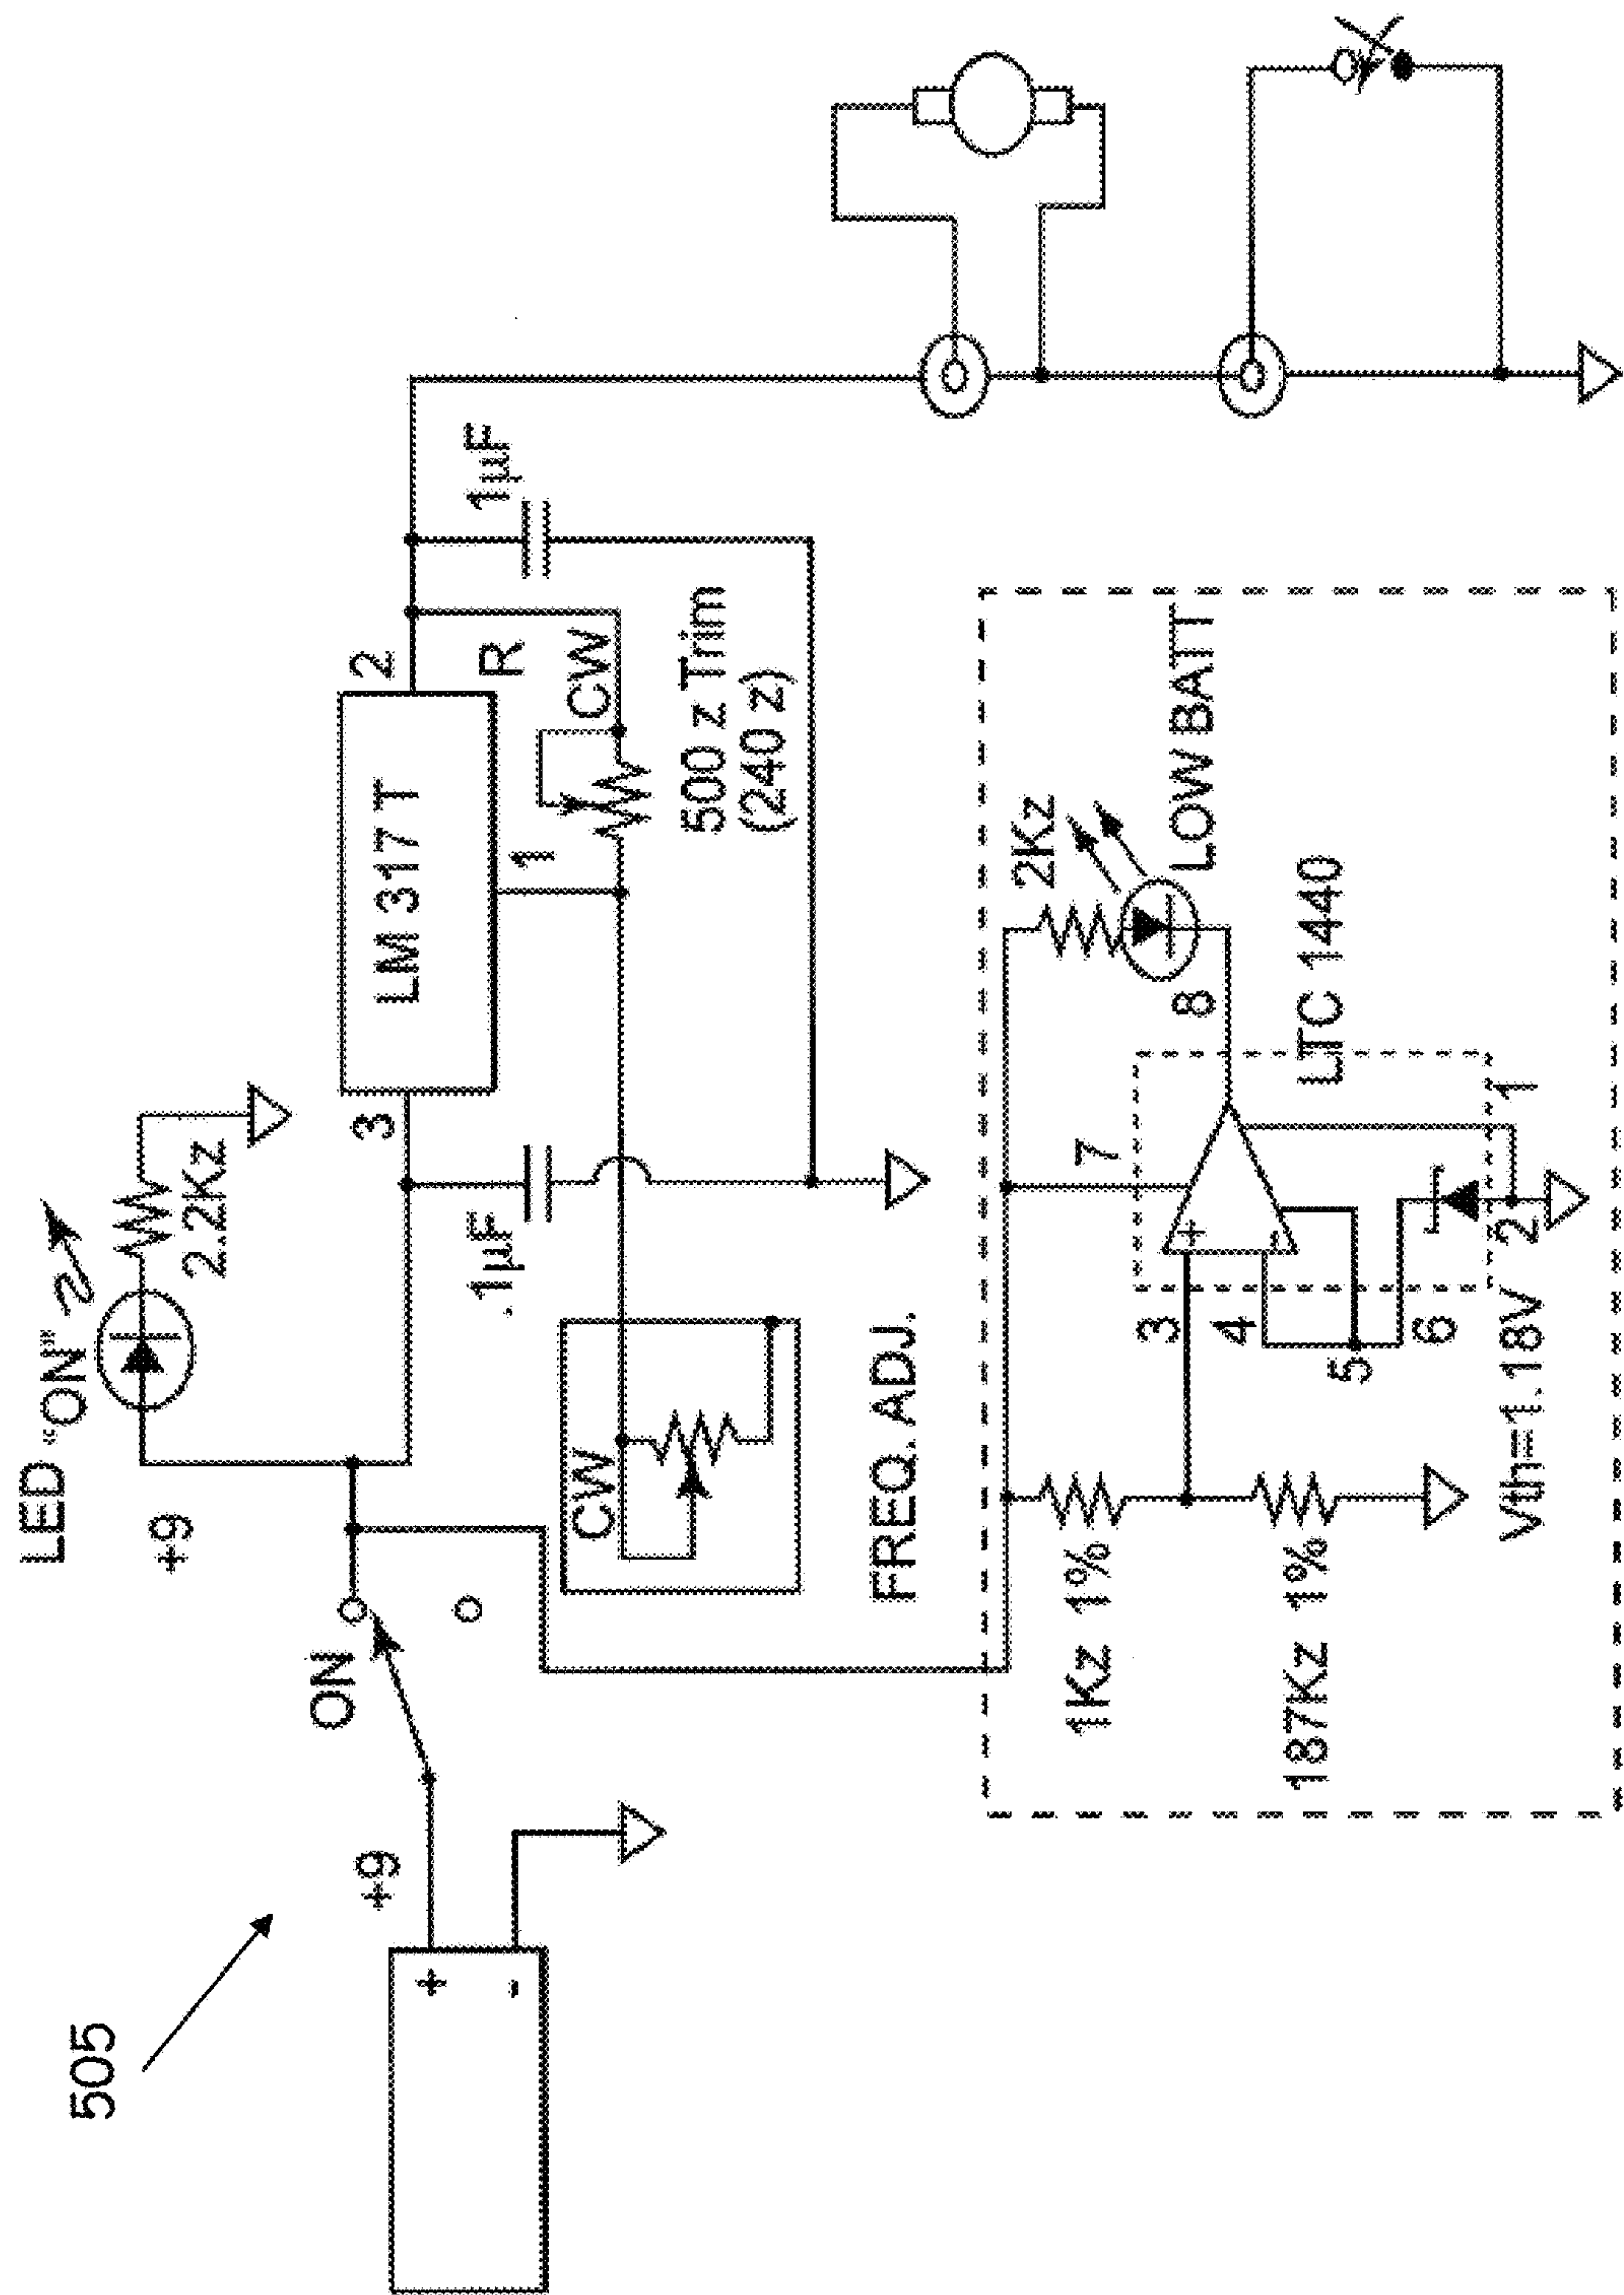 505
+9
ON
+9
LED “ON”
2.2Kz
3
LM 317 T
2
1
R
CW
500 z Trim
(240 z)
.1µF
1µF
CW
FREQ. ADJ.
+
-
1Kz 1%
187Kz 1%
3
4
5
6
7
+
-
8
2Kz
LOW BATT
LTC 1440
1
2
Vth=1.18V